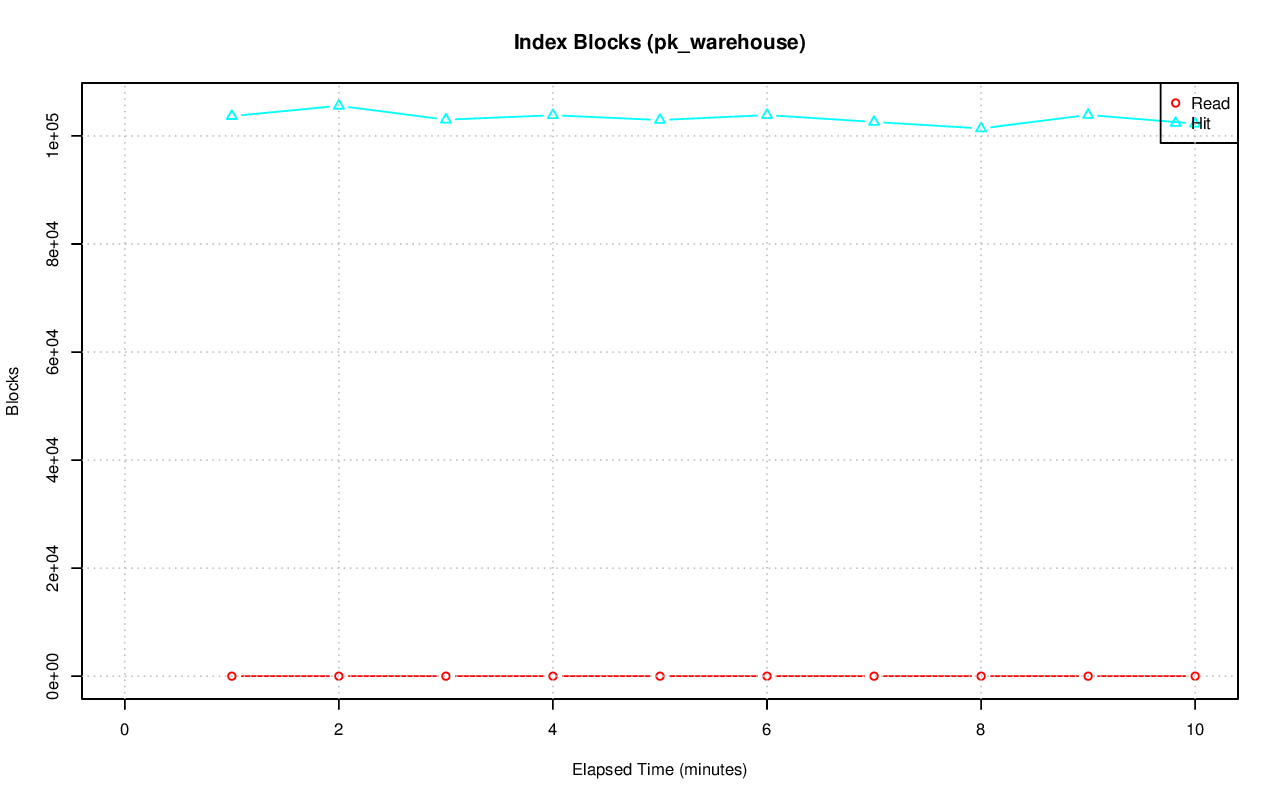 Index Blocks (pk_warehouse)
Read
Hit
1e+05
8e+04
6e+04
4e+04
2e+04
0e+00
Blocks
0
2
4
6
8
10
Elapsed Time (minutes)